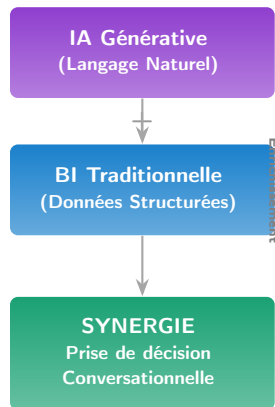 IA Générative
(Langage Naturel)
BI Traditionnelle
(Données Structurées)
SYNERGIE
Prise de décision
Conversationnelle